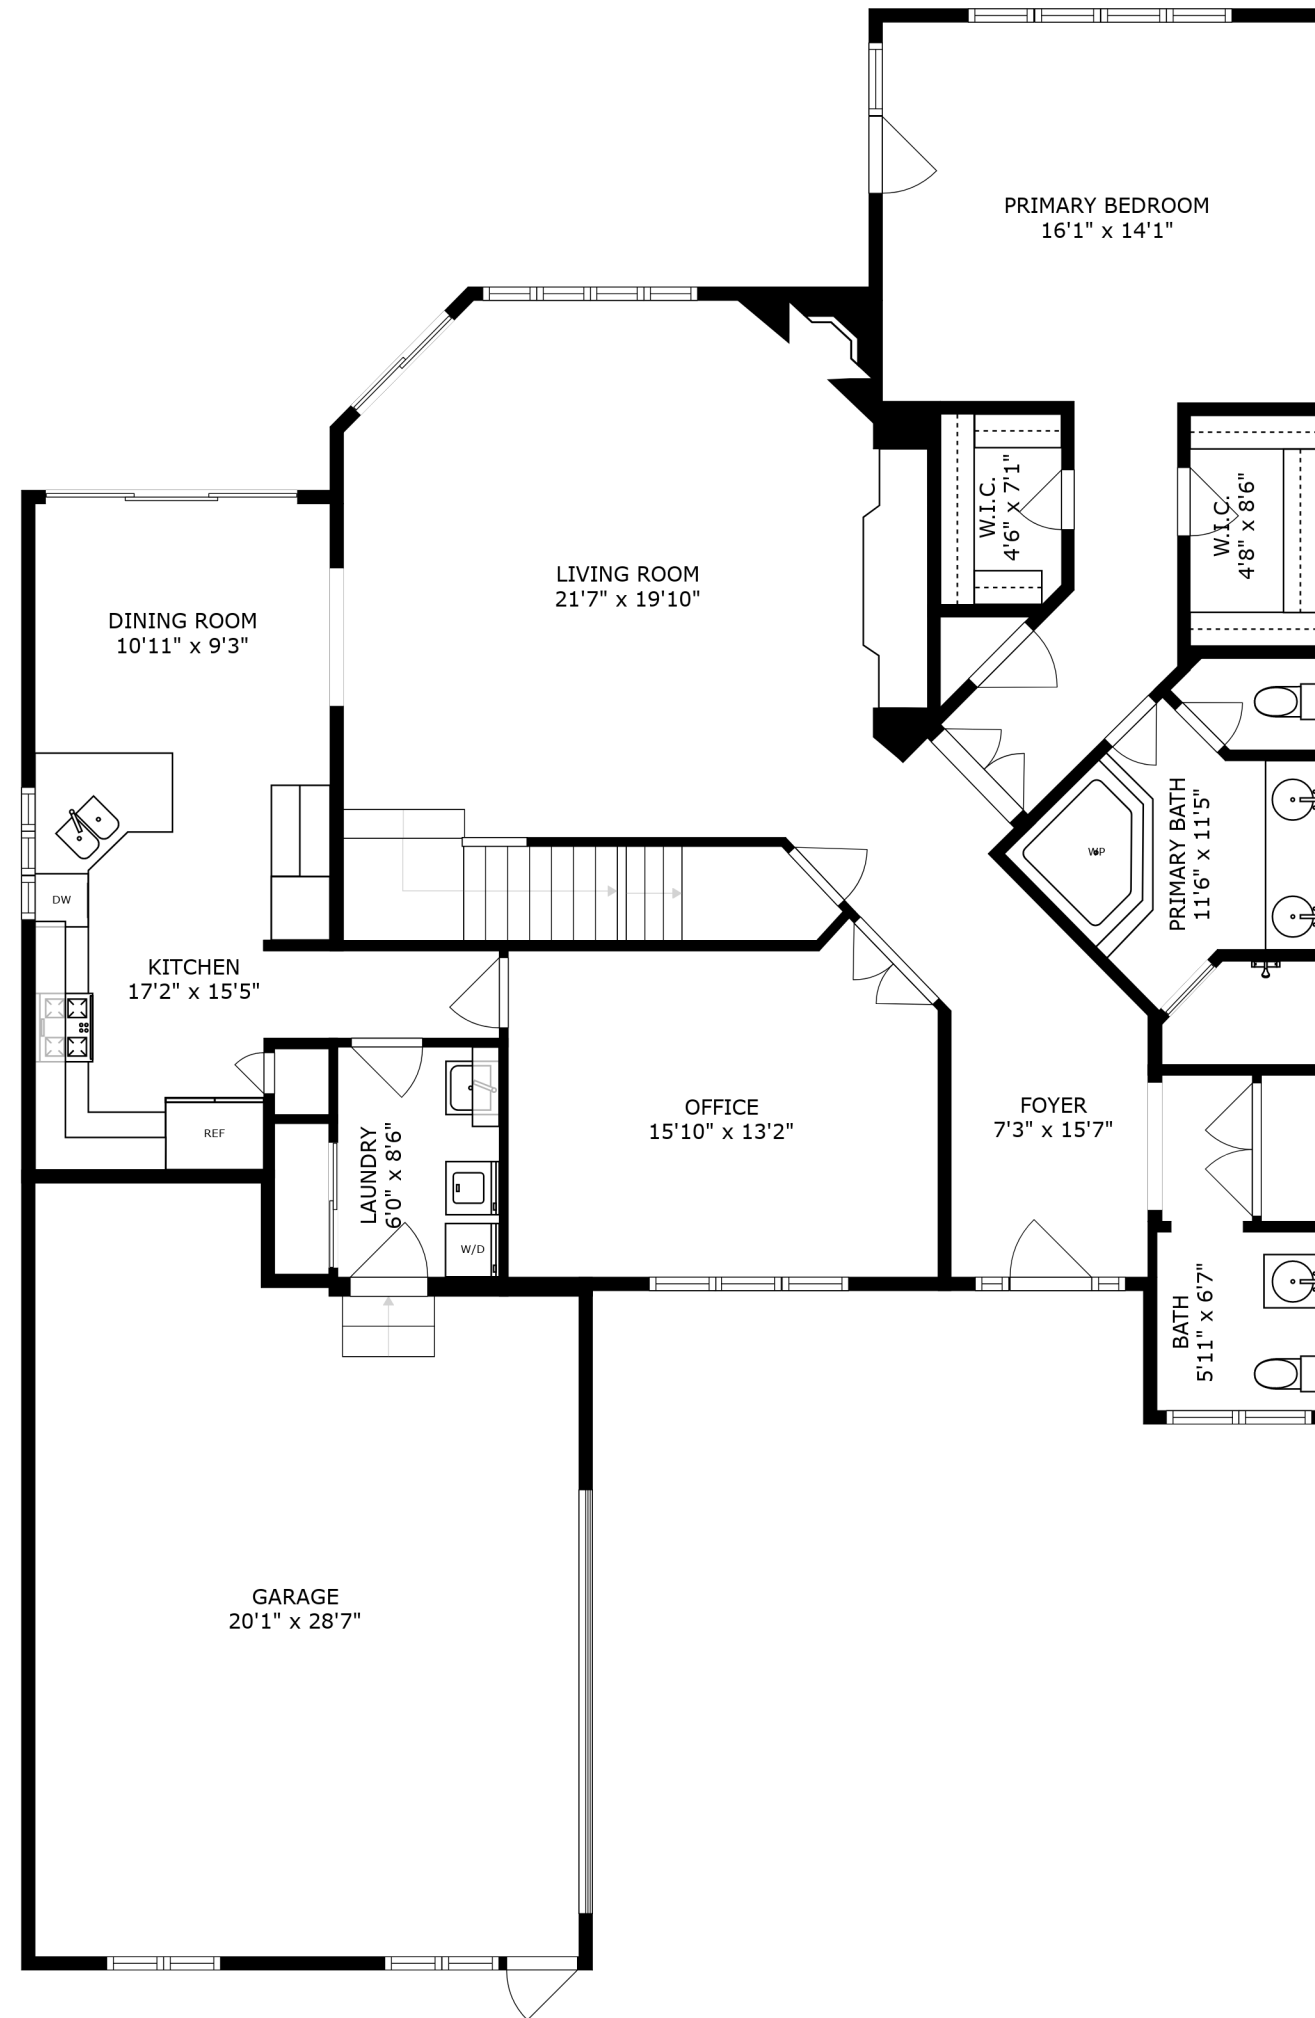 PRIMARY BEDROOM
16'1" x 14'1"
W.I.C.
4'6" x 7'1"
W.I.C.
4'8" x 8'6"
LIVING ROOM
21'7" x 19'10"
DINING ROOM
10'11" x 9'3"
PRIMARY BATH
11'6" x 11'5"
WP
DW
KITCHEN
17'2" x 15'5"
REF
LAUNDRY
6'0" x 8'6"
W/D
OFFICE
15'10" x 13'2"
FOYER
7'3" x 15'7"
BATH
5'11" x 6'7"
GARAGE
20'1" x 28'7"